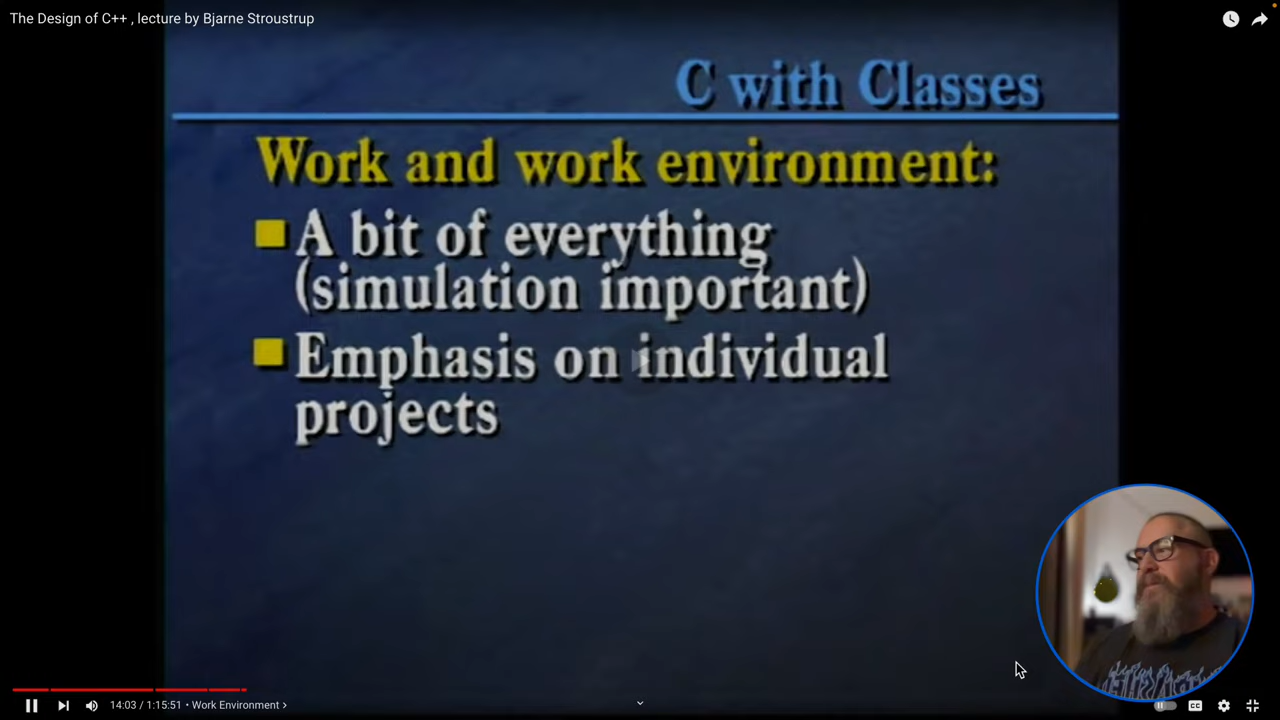 The Design of C++ , lecture by Bjarne Stroustrup
C with Classes
Work and work environment:
A bit of everything
(simulation important)
Emphasis on individual
projects
14:03 / 1:15:51 • Work Environment >
CC